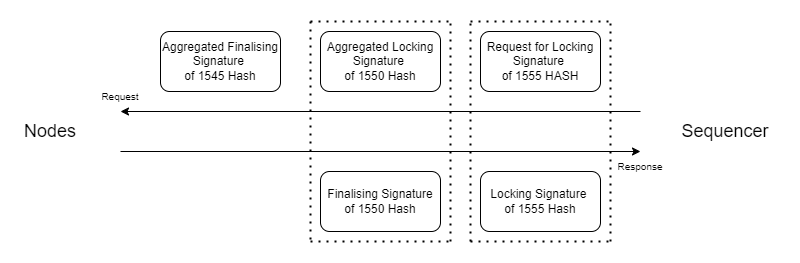 Aggregated Finalising
Signature
of 1545 Hash
Aggregated Locking
Signature
of 1550 Hash
Request for Locking
Signature
of 1555 HASH
Request
Nodes
Sequencer
Response
Finalising Signature
of 1550 Hash
Locking Signature
of 1555 Hash